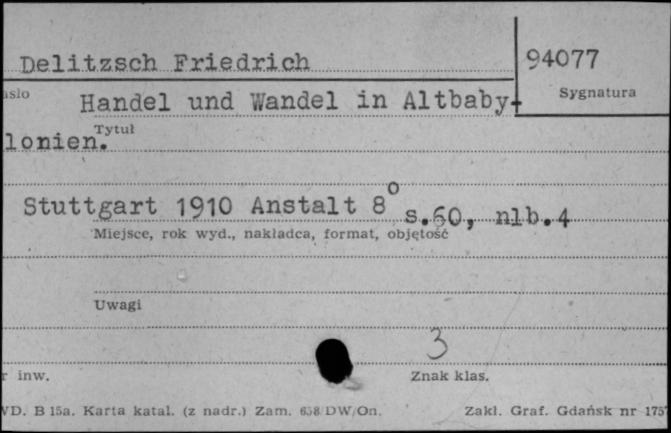 Delitzsch Friedrich
94077
Sygnatura
Handel und Wandel in Altbaby-
Tytuł
lonien.
Stuttgart 1910 Anstalt 8° s.60, nlb.4
Miejsce, rok wyd., nakładca, format, objętość
Uwagi
3
inw.
Znak klas.
B 15a. Karta katal. (z nadr.) Zam. DW/On.
Zakł. Graf. Gdańsk nr